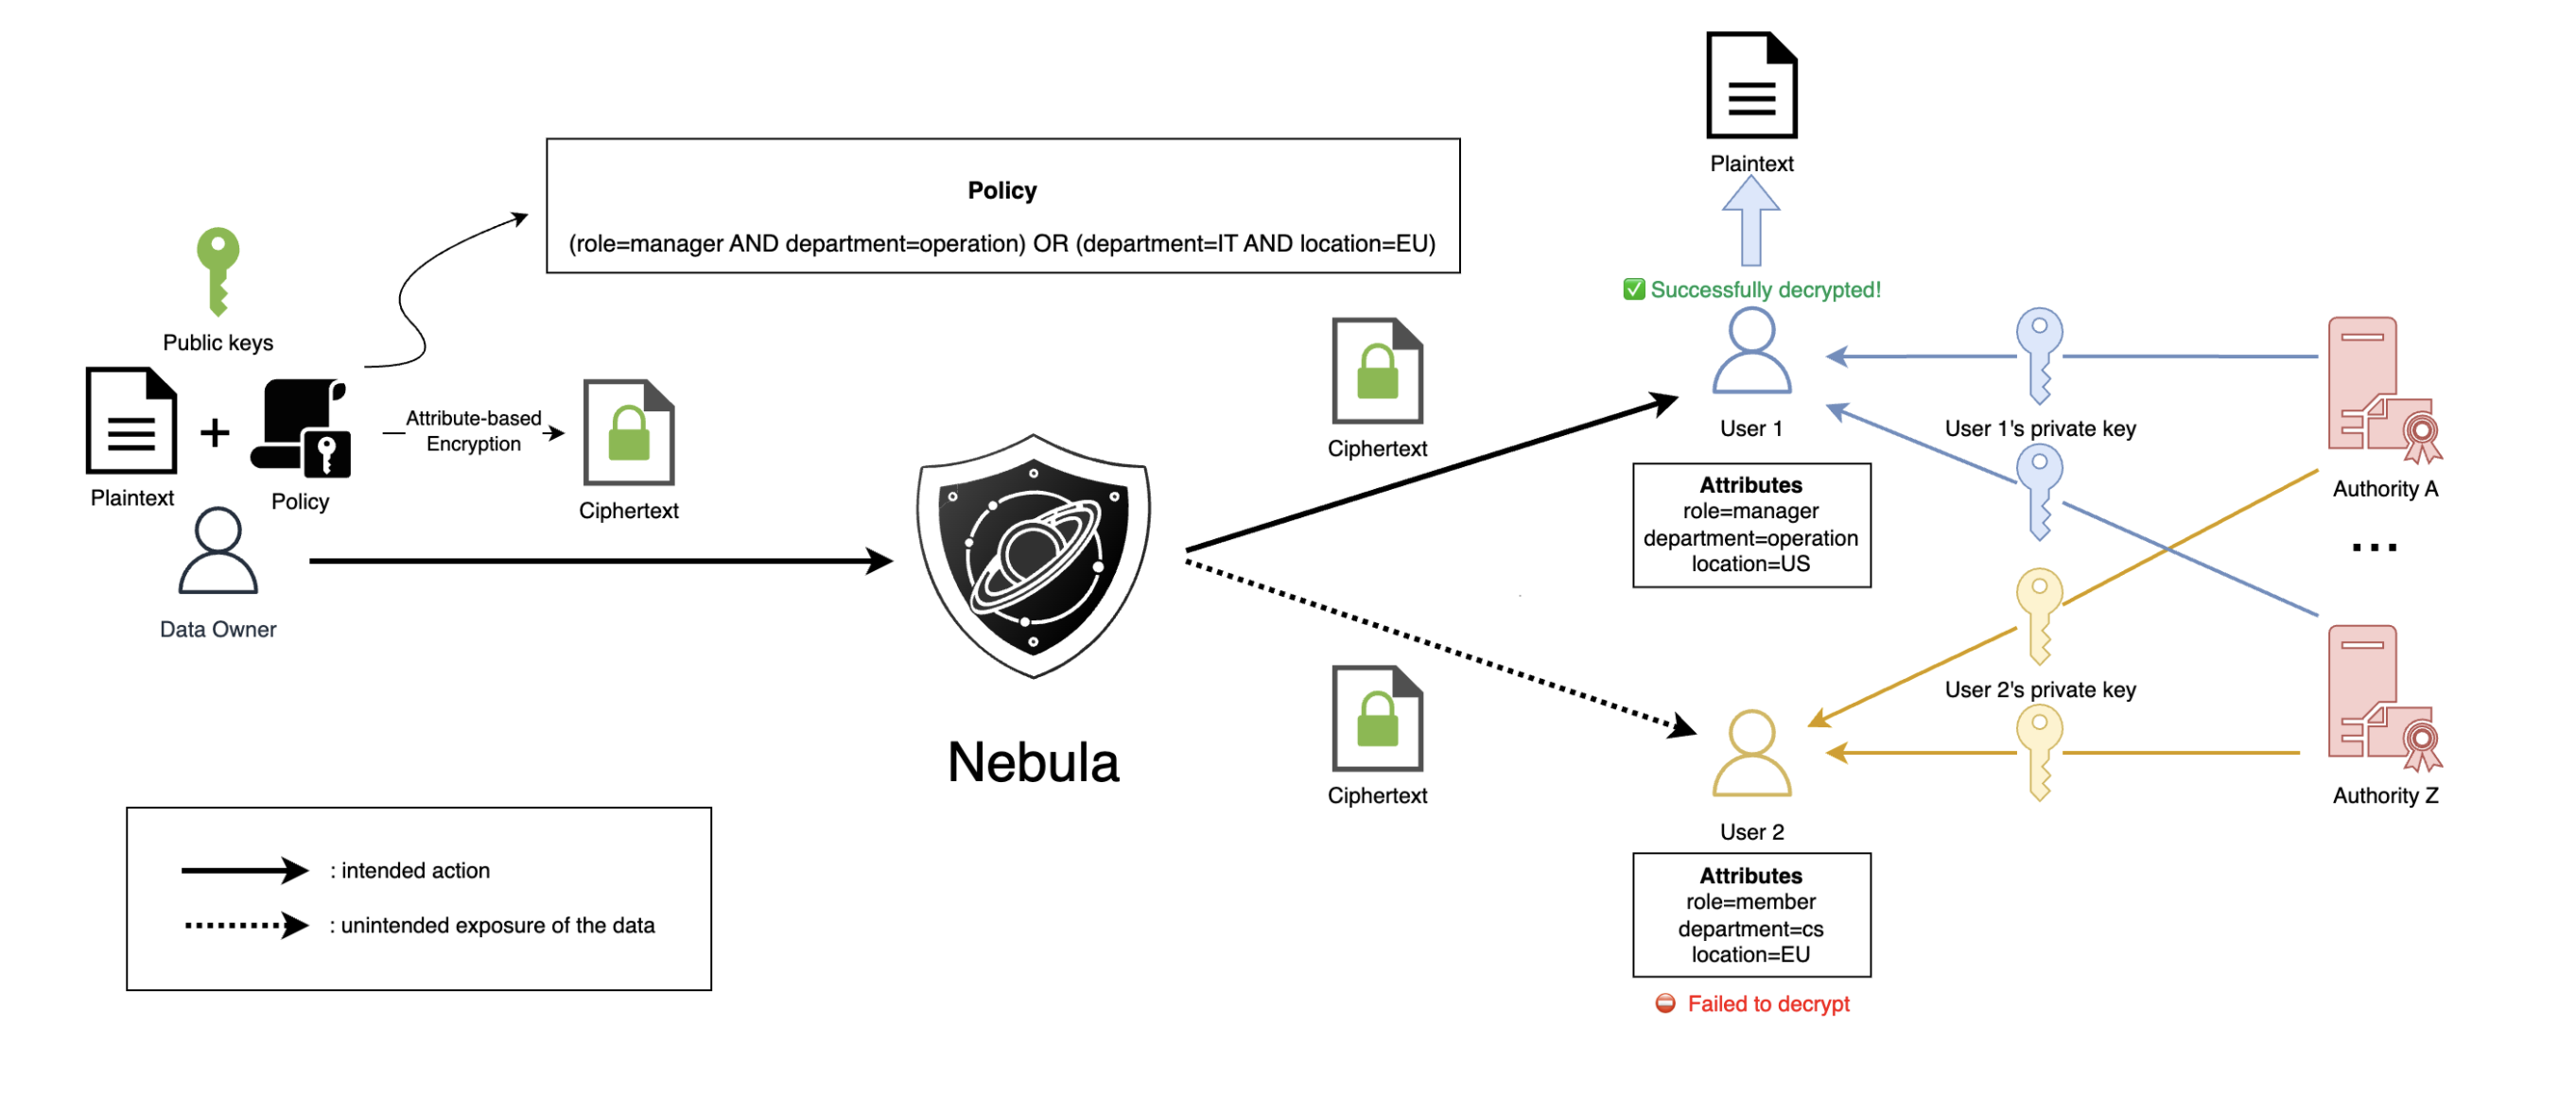 Plaintext
Policy
(role=manager AND department=operation) OR (department=IT AND location=EU)
Public keys
Plaintext
+
Policy
Attribute-based
Encryption
Ciphertext
Data Owner
Nebula
Ciphertext
Ciphertext
✅ Successfully decrypted!
User 1
Attributes
role=manager
department=operation
location=US
User 1's private key
Authority A
...
User 2's private key
Authority Z
User 2
Attributes
role=member
department=cs
location=EU
⛔ Failed to decrypt
: intended action
: unintended exposure of the data